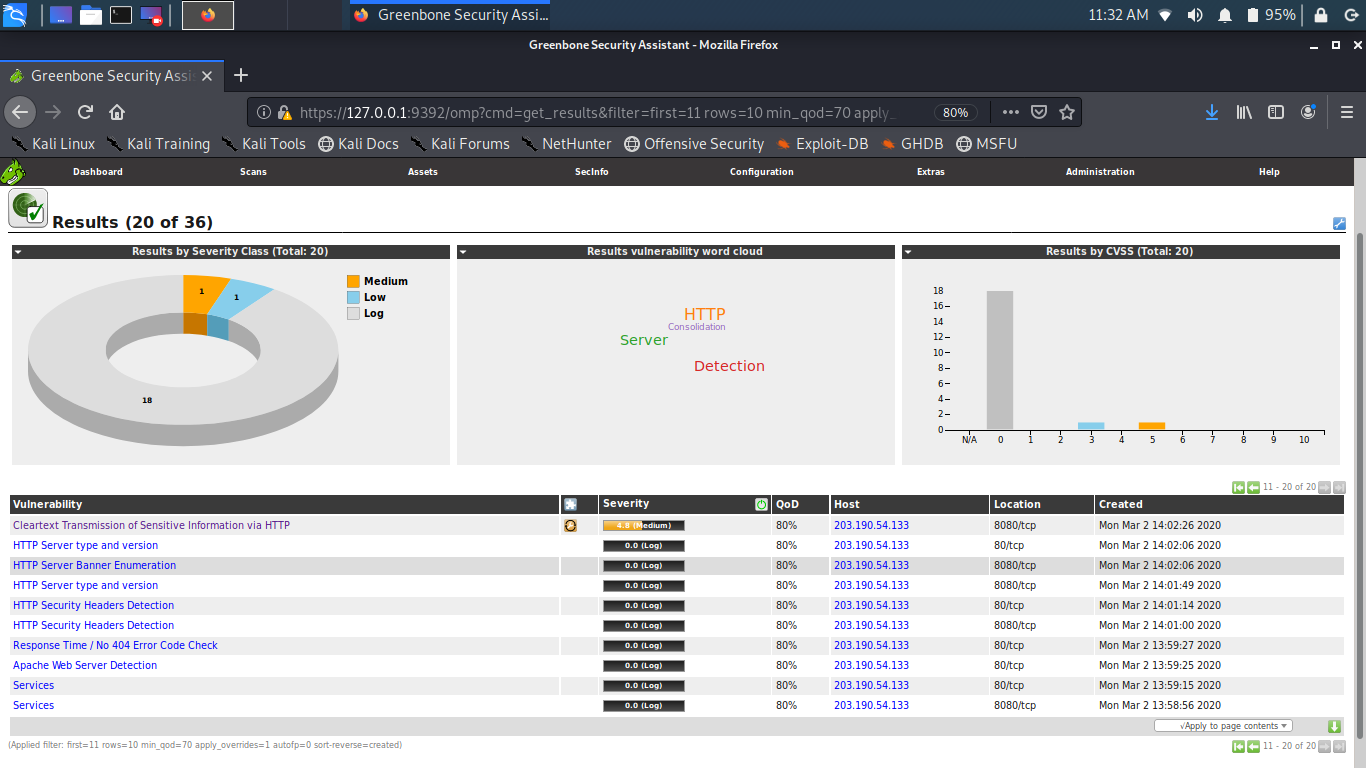 Greenbone Security Assi...
11:32 AM
95%
Greenbone Security Assistant - Mozilla Firefox
Greenbone Security Assis
https://127.0.0.1:9392/omp?cmd=get_results&filter=first=11 rows=10 min_qod=70 apply_
80%
Kali Linux Kali Training Kali Tools Kali Docs Kali Forums NetHunter Offensive Security Exploit-DB GHDB MSFU
Dashboard Scans Assets SecInfo Configuration Extras Administration Help
Results (20 of 36)
Results by Severity Class (Total: 20)
1
1
18
Medium
Low
Log
Results vulnerability word cloud
HTTP
Consolidation
Server
Detection
Results by CVSS (Total: 20)
18
16
14
12
10
8
6
4
2
0
N/A 0 1 2 3 4 5 6 7 8 9 10
11 - 20 of 20
Vulnerability Severity QoD Host Location Created
Cleartext Transmission of Sensitive Information via HTTP 4.8 (Medium) 80% 203.190.54.133 8080/tcp Mon Mar 2 14:02:26 2020
HTTP Server type and version 0.0 (Log) 80% 203.190.54.133 80/tcp Mon Mar 2 14:02:06 2020
HTTP Server Banner Enumeration 0.0 (Log) 80% 203.190.54.133 8080/tcp Mon Mar 2 14:02:06 2020
HTTP Server type and version 0.0 (Log) 80% 203.190.54.133 8080/tcp Mon Mar 2 14:01:49 2020
HTTP Security Headers Detection 0.0 (Log) 80% 203.190.54.133 80/tcp Mon Mar 2 14:01:14 2020
HTTP Security Headers Detection 0.0 (Log) 80% 203.190.54.133 8080/tcp Mon Mar 2 14:01:00 2020
Response Time / No 404 Error Code Check 0.0 (Log) 80% 203.190.54.133 80/tcp Mon Mar 2 13:59:27 2020
Apache Web Server Detection 0.0 (Log) 80% 203.190.54.133 80/tcp Mon Mar 2 13:59:25 2020
Services 0.0 (Log) 80% 203.190.54.133 80/tcp Mon Mar 2 13:59:15 2020
Services 0.0 (Log) 80% 203.190.54.133 8080/tcp Mon Mar 2 13:58:56 2020
√Apply to page contents
(Applied filter: first=11 rows=10 min_qod=70 apply_overrides=1 autofp=0 sort-reverse=created)
11 - 20 of 20